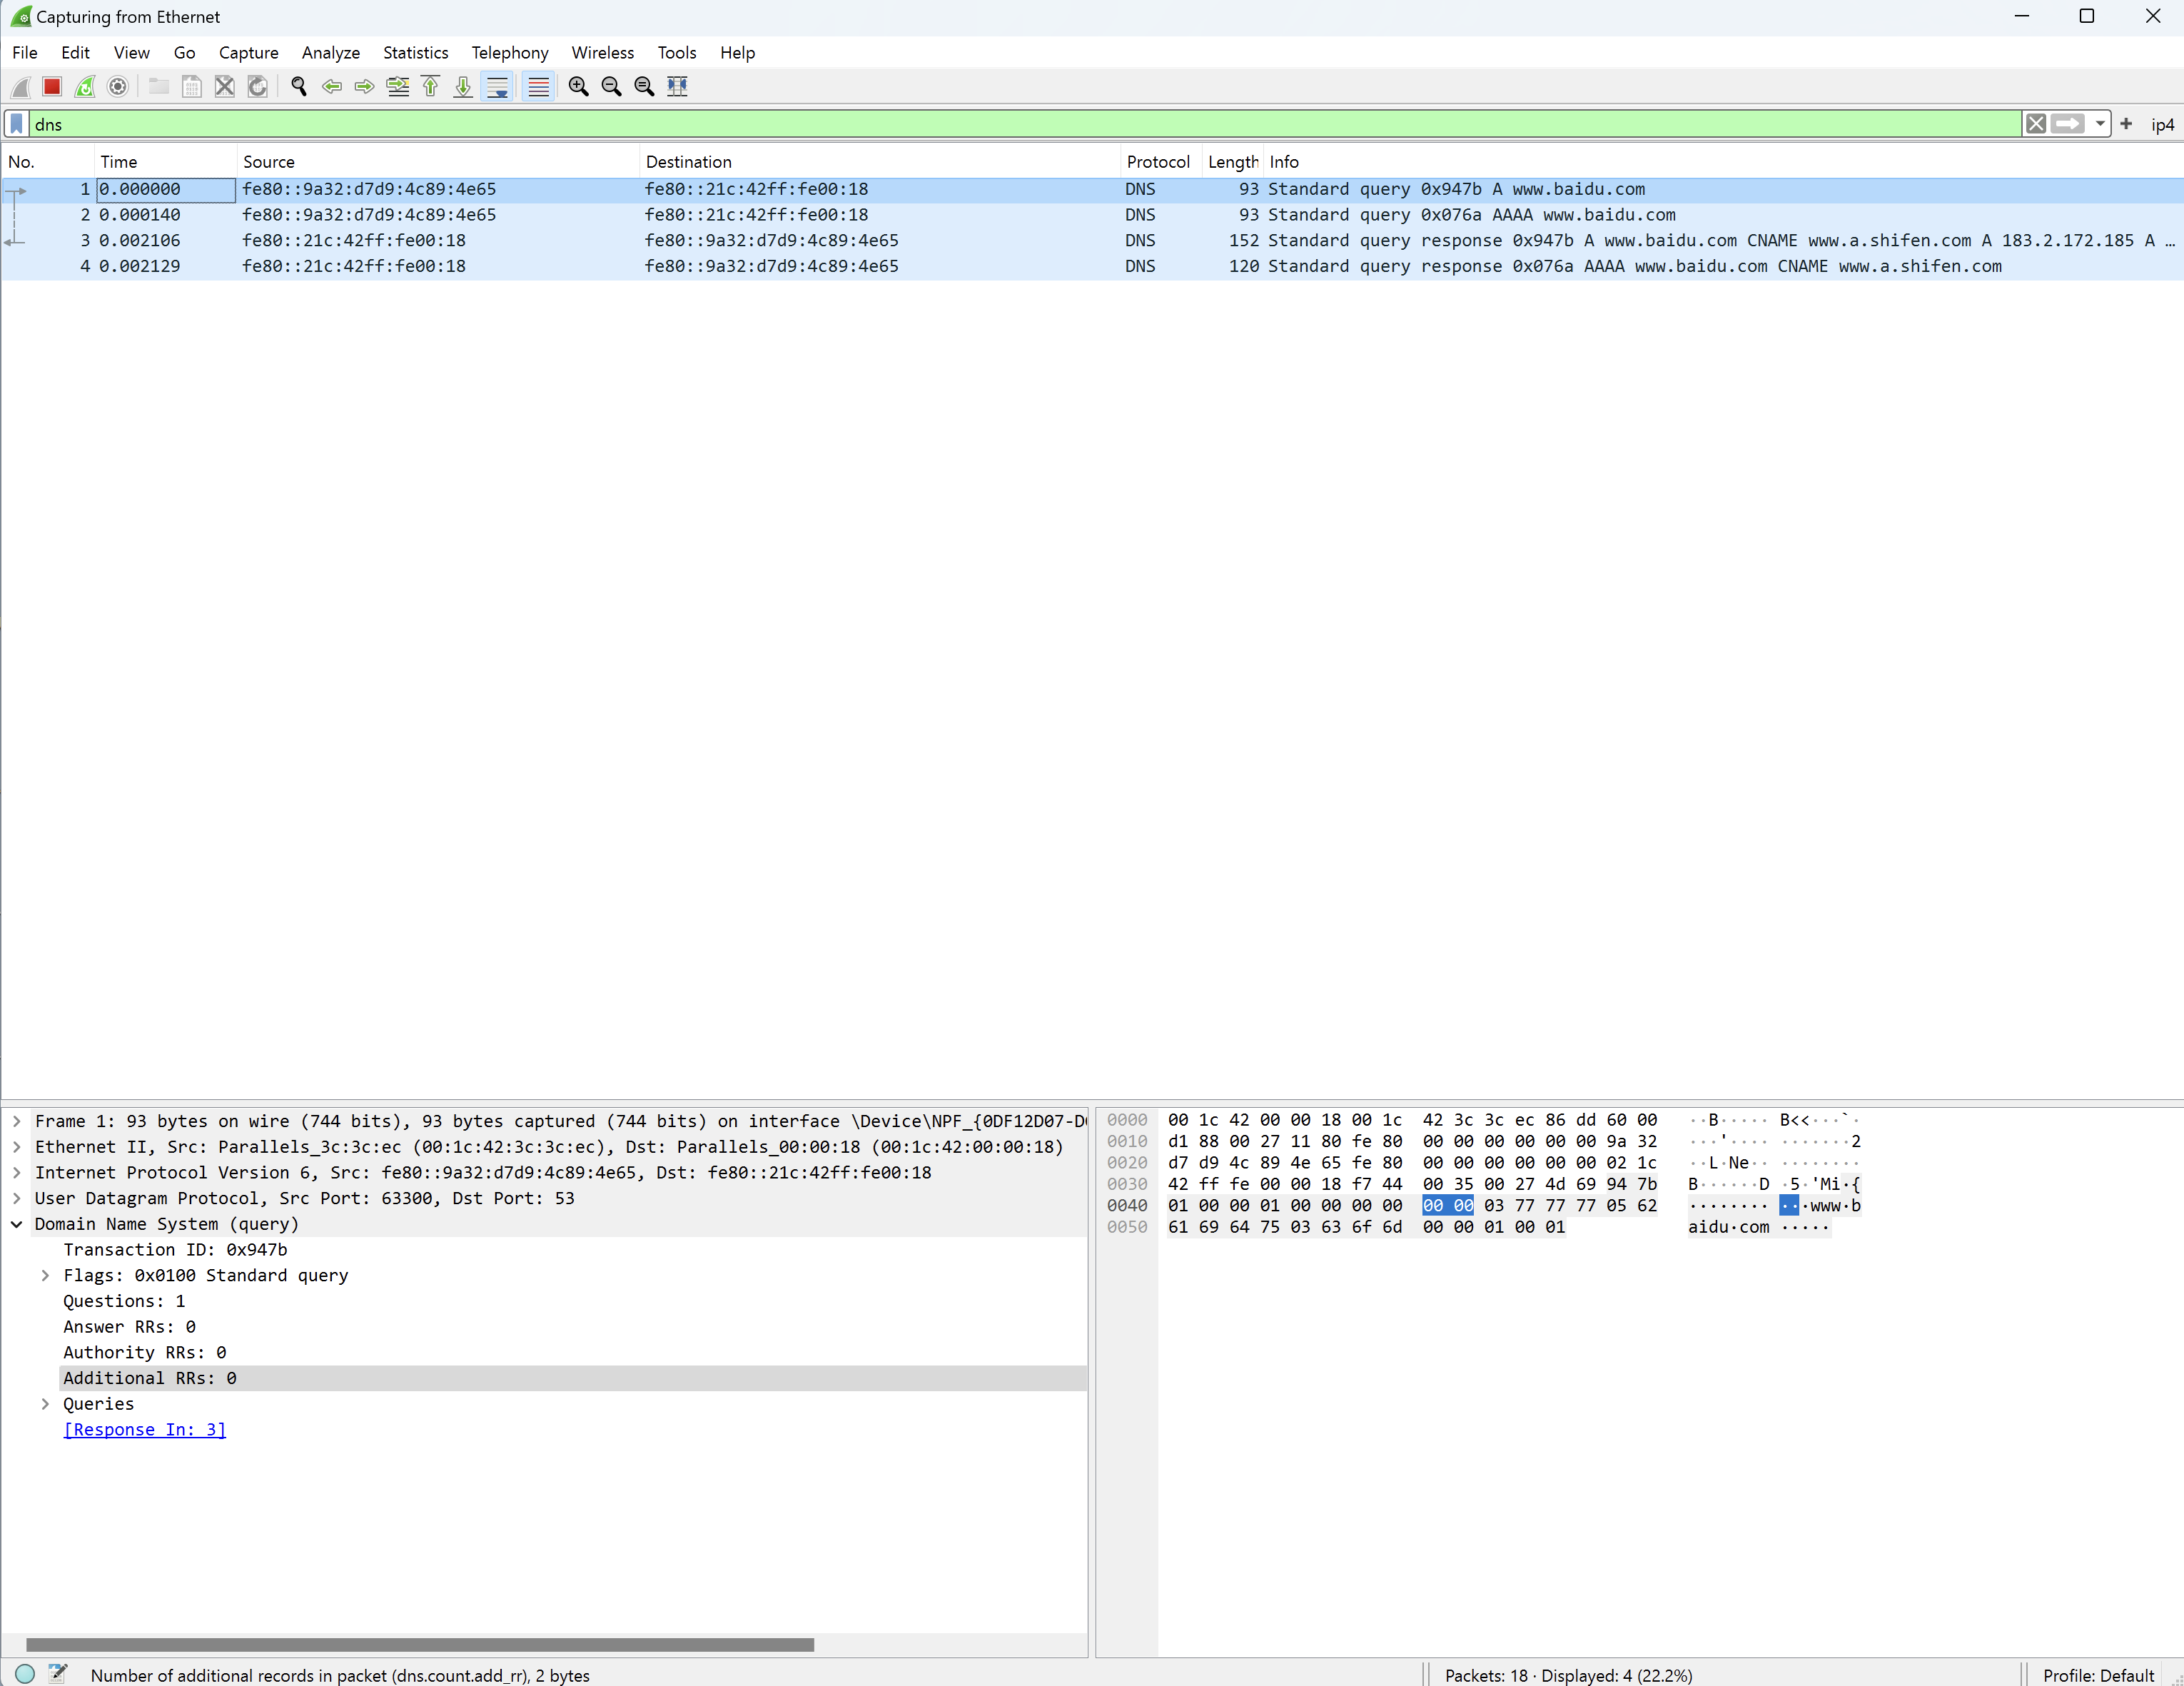 Capturing from Ethernet
File Edit View Go Capture Analyze Statistics Telephony Wireless Tools Help
dns ip4
No. Time Source Destination Protocol Length Info
1 0.000000 fe80::9a32:d7d9:4c89:4e65 fe80::21c:42ff:fe00:18 DNS 93 Standard query 0x947b A www.baidu.com
2 0.000140 fe80::9a32:d7d9:4c89:4e65 fe80::21c:42ff:fe00:18 DNS 93 Standard query 0x076a AAAA www.baidu.com
3 0.002106 fe80::21c:42ff:fe00:18 fe80::9a32:d7d9:4c89:4e65 DNS 152 Standard query response 0x947b A www.baidu.com CNAME www.a.shifen.com A 183.2.172.185 A …
4 0.002129 fe80::21c:42ff:fe00:18 fe80::9a32:d7d9:4c89:4e65 DNS 120 Standard query response 0x076a AAAA www.baidu.com CNAME www.a.shifen.com
Frame 1: 93 bytes on wire (744 bits), 93 bytes captured (744 bits) on interface \Device\NPF_{0DF12D07-D
Ethernet II, Src: Parallels_3c:3c:ec (00:1c:42:3c:3c:ec), Dst: Parallels_00:00:18 (00:1c:42:00:00:18)
Internet Protocol Version 6, Src: fe80::9a32:d7d9:4c89:4e65, Dst: fe80::21c:42ff:fe00:18
User Datagram Protocol, Src Port: 63300, Dst Port: 53
Domain Name System (query)
Transaction ID: 0x947b
Flags: 0x0100 Standard query
Questions: 1
Answer RRs: 0
Authority RRs: 0
Additional RRs: 0
Queries
[Response In: 3]
0000 00 1c 42 00 00 18 00 1c 42 3c 3c ec 86 dd 60 00 ··B····· B<<···`·
0010 d1 88 00 27 11 80 fe 80 00 00 00 00 00 00 9a 32 ···'···· ·······2
0020 d7 d9 4c 89 4e 65 fe 80 00 00 00 00 00 00 02 1c ··L·Ne·· ········
0030 42 ff fe 00 00 18 f7 44 00 35 00 27 4d 69 94 7b B······D ·5·'Mi·{
0040 01 00 00 01 00 00 00 00 00 00 03 77 77 77 05 62 ········ ···www·b
0050 61 69 64 75 03 63 6f 6d 00 00 01 00 01 aidu·com ·····
Number of additional records in packet (dns.count.add_rr), 2 bytes
Packets: 18 · Displayed: 4 (22.2%)
Profile: Default